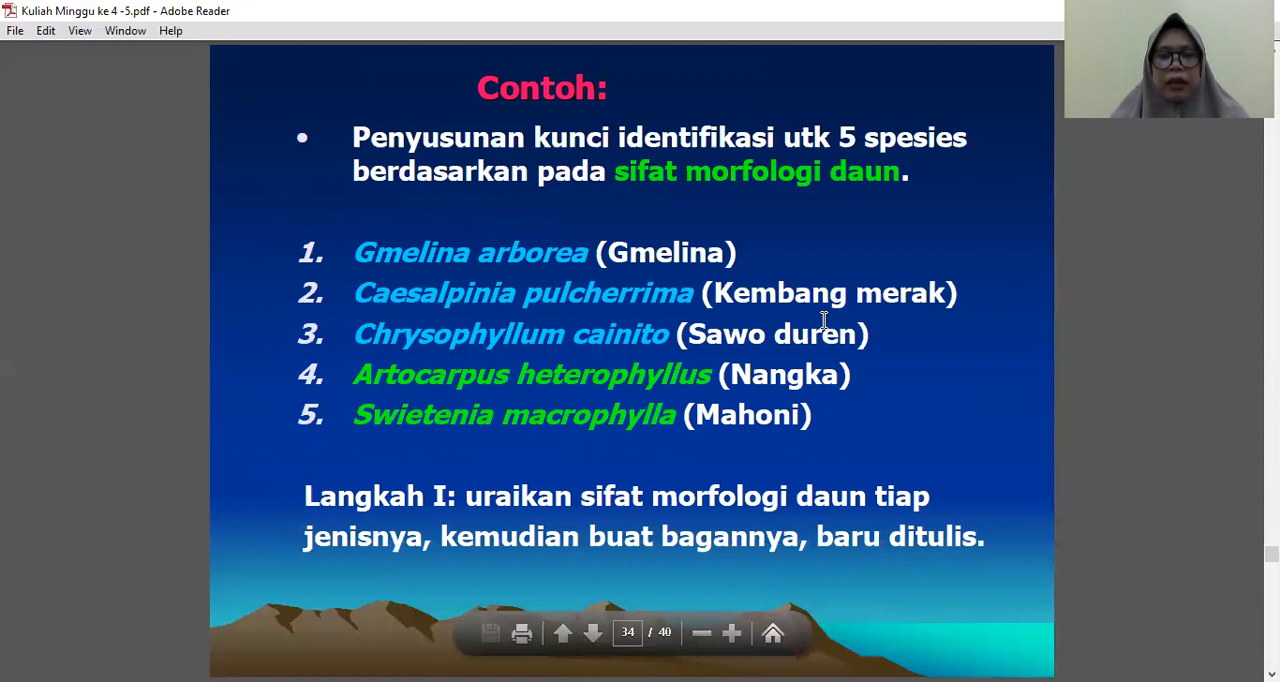 Kuliah Minggu ke 4 -5.pdf - Adobe Reader
File Edit View Window Help
Contoh:
• Penyusunan kunci identifikasi utk 5 spesies
berdasarkan pada sifat morfologi daun.
1. Gmelina arborea (Gmelina)
2. Caesalpinia pulcherrima (Kembang merak)
3. Chrysophyllum cainito (Sawo duren)
4. Artocarpus heterophyllus (Nangka)
5. Swietenia macrophylla (Mahoni)
Langkah I: uraikan sifat morfologi daun tiap
jenisnya, kemudian buat bagannya, baru ditulis.
34 / 40